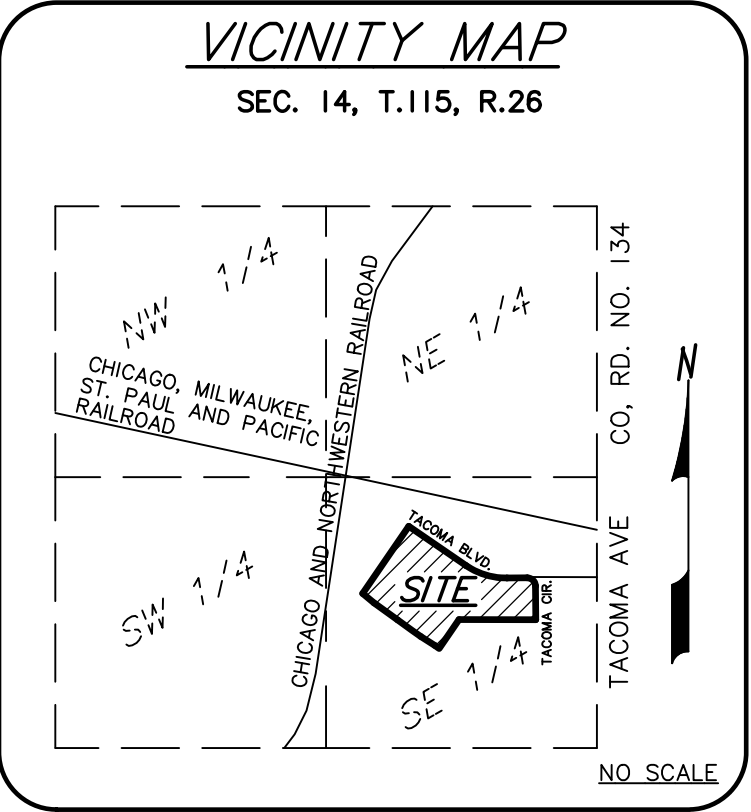 VICINITY MAP
SEC. 14, T.115, R.26
NW 1/4
NE 1/4
CO, RD. NO. 134
CHICAGO, MILWAUKEE,
ST. PAUL AND PACIFIC
RAILROAD
CHICAGO AND NORTHWESTERN RAILROAD
N
TACOMA BLVD.
SITE
TACOMA CIR.
TACOMA AVE
SW 1/4
SE 1/4
NO SCALE